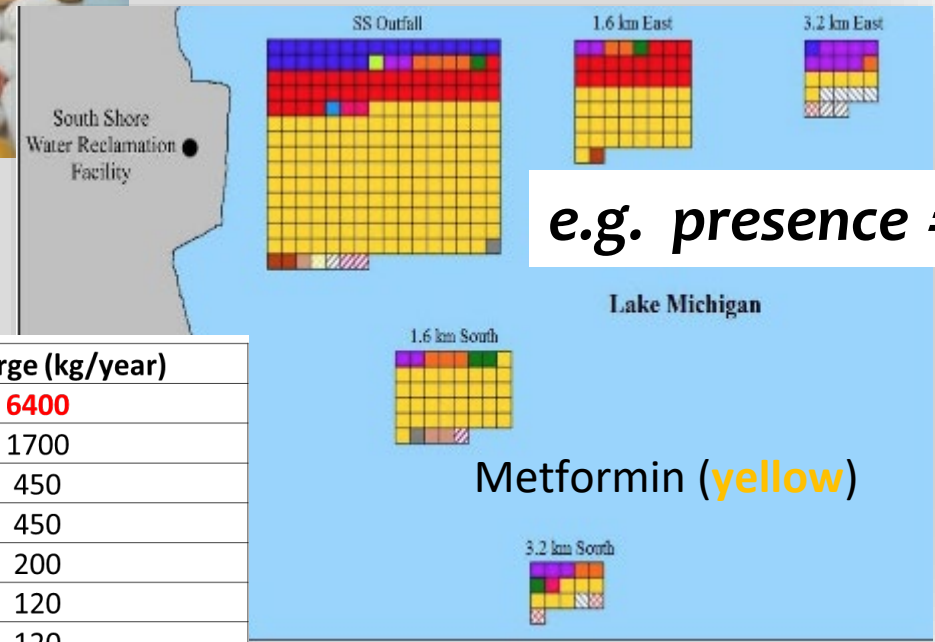 SS Outfall
1.6 km East
3.2 km East
South Shore
Water Reclamation
Facility
e.g. presence
Lake Michigan
1.6 km South
rge (kg/year)
6400
1700
450
450
200
120
120
Metformin (yellow)
3.2 km South